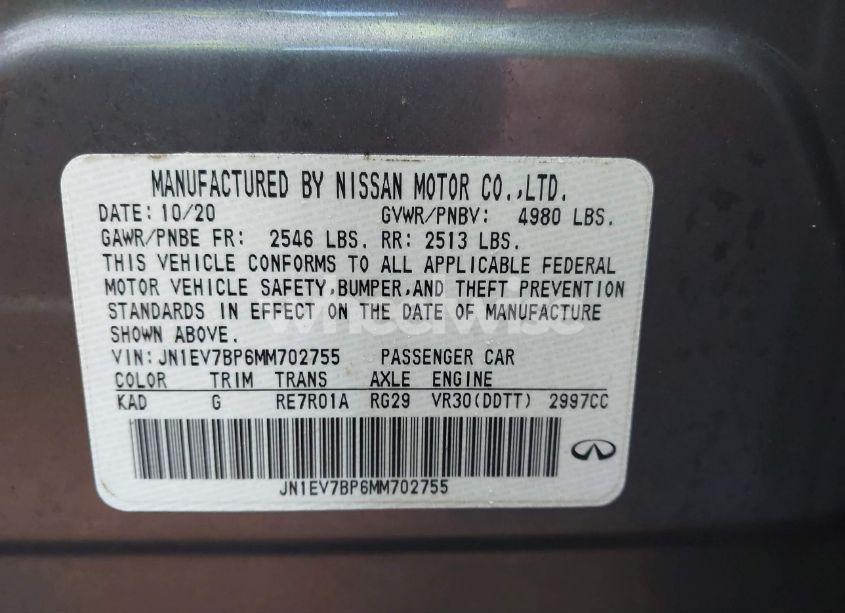 MANUFACTURED BY NISSAN MOTOR CO.,LTD.
DATE: 10/20 GVWR/PNBV: 4980 LBS.
GAWR/PNBE FR: 2546 LBS. RR: 2513 LBS.
THIS VEHICLE CONFORMS TO ALL APPLICABLE FEDERAL
MOTOR VEHICLE SAFETY,BUMPER,AND THEFT PREVENTION
STANDARDS IN EFFECT ON THE DATE OF MANUFACTURE
SHOWN ABOVE.
wheelwise
VIN:JN1EV7BP6MM702755 PASSENGER CAR
COLOR TRIM TRANS AXLE ENGINE
KAD G RE7R01A RG29 VR30(DDTT) 2997CC
JN1EV7BP6MM702755